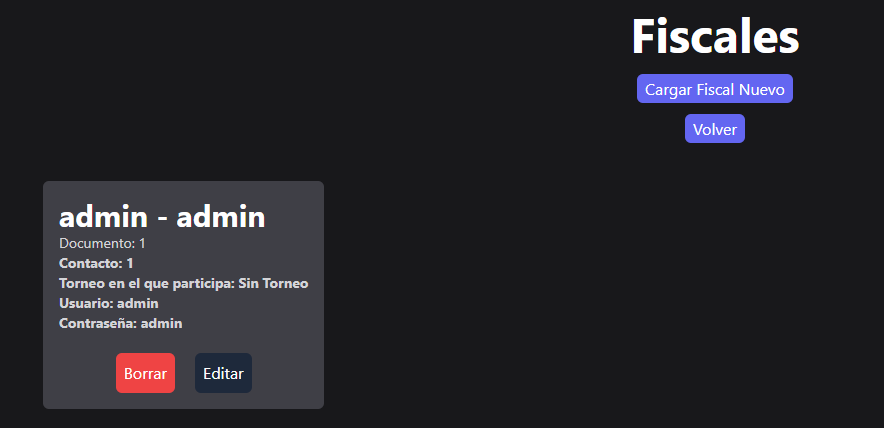 Fiscales
Cargar Fiscal Nuevo
Volver
admin - admin
Documento: 1
Contacto: 1
Torneo en el que participa: Sin Torneo
Usuario: admin
Contraseña: admin
Borrar
Editar